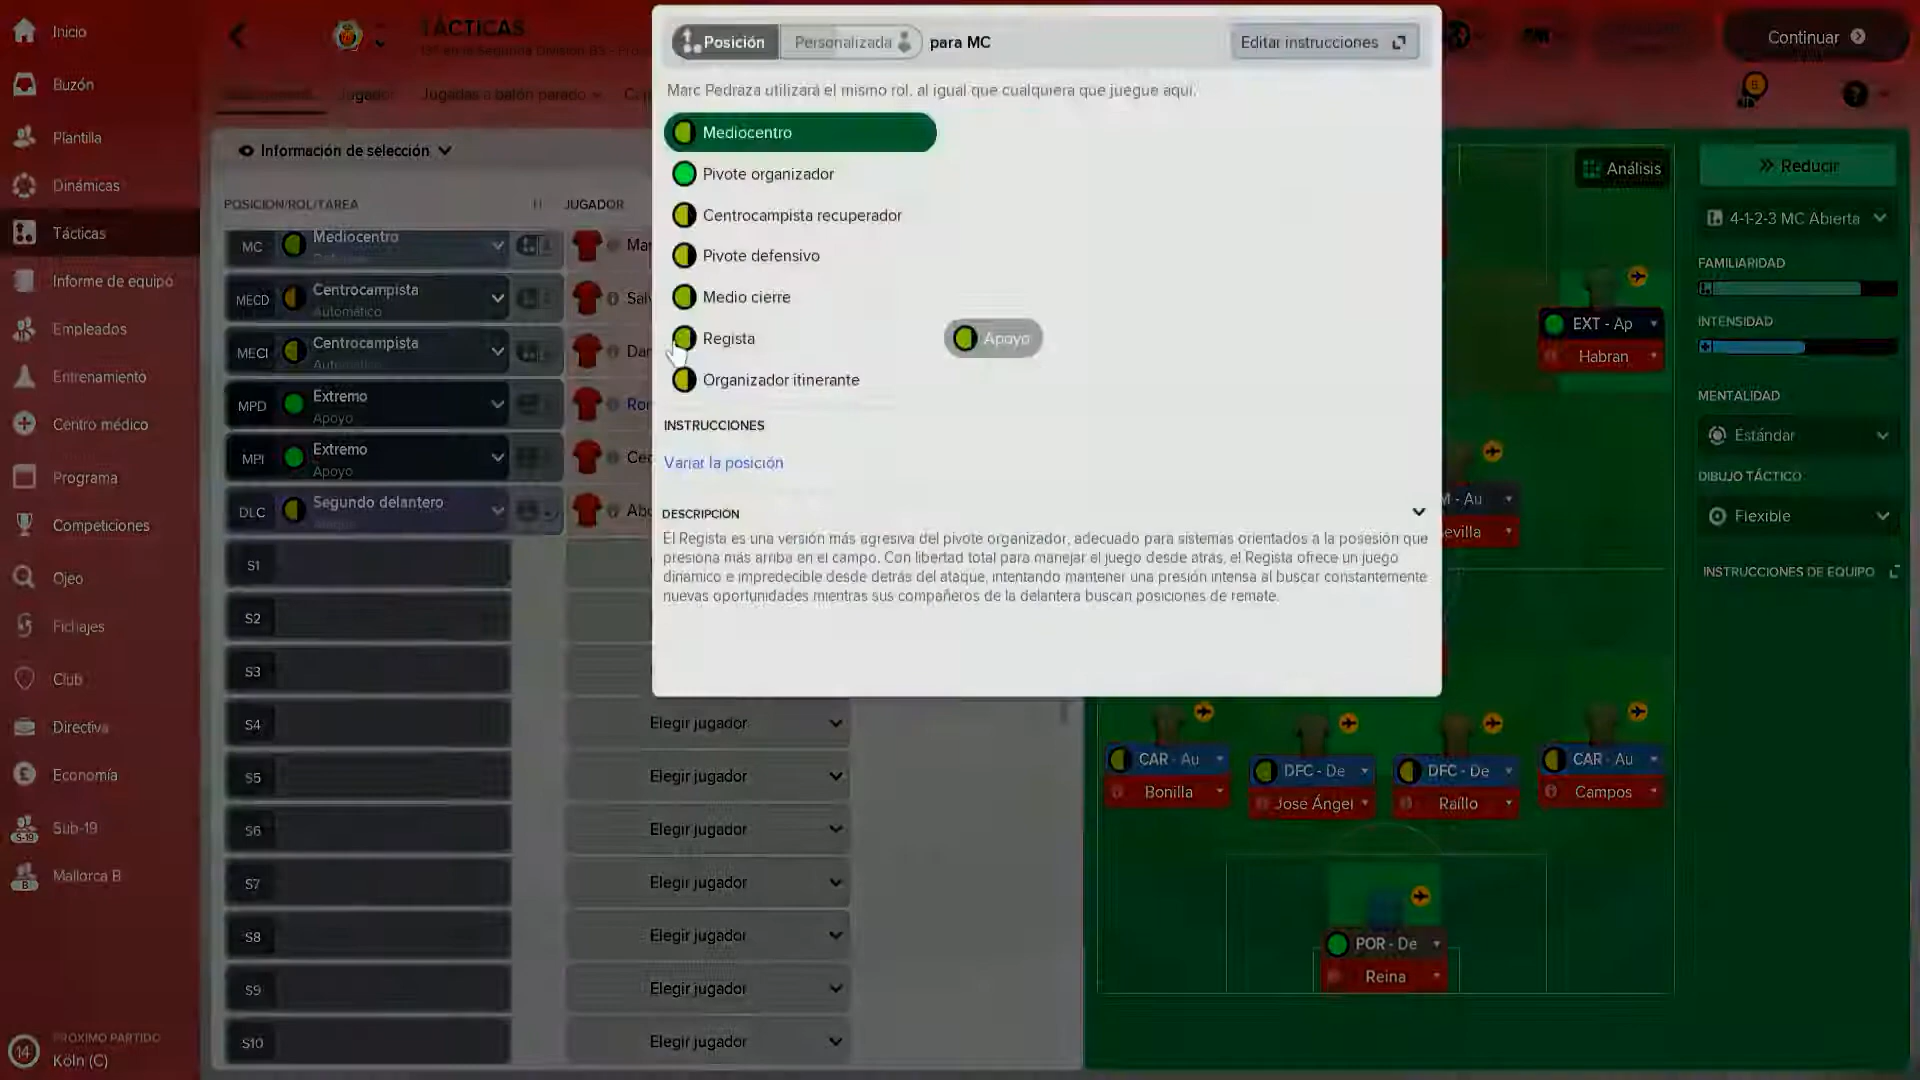 Inicio
Buzón
Plantilla
Dinámicas
Tácticas
Informe de equipo
Empleados
Entrenamiento
Centro médico
Programa
Competiciones
Ojeo
Fichajes
Club
Directiva
Economía
S-19
Sub-19
B
Mallorca B
14
PRÓXIMO PARTIDO
Köln (C)
TÁCTICAS
Jugador
Jugadas a balón parado
Continuar
Información de selección
POSICIÓN/ROL/TAREA
JUGADOR
MC
Mediocentro
MECD
Centrocampista
Automático
MECI
Centrocampista
Automático
MPD
Extremo
Apoyo
MPI
Extremo
Apoyo
DLC
Segundo delantero
Ataque
S1
S2
S3
S4
Elegir jugador
S5
Elegir jugador
S6
Elegir jugador
S7
Elegir jugador
S8
Elegir jugador
S9
Elegir jugador
S10
Elegir jugador
Posición
Personalizada
para MC
Editar instrucciones
Marc Pedraza utilizará el mismo rol, al igual que cualquiera que juegue aquí.
Mediocentro
Pivote organizador
Centrocampista recuperador
Pivote defensivo
Medio cierre
Regista
Apoyo
Organizador itinerante
INSTRUCCIONES
Variar la posición
DESCRIPCIÓN
El Regista es una versión más agresiva del pivote organizador, adecuado para sistemas orientados a la posesión que
presiona más arriba en el campo. Con libertad total para manejar el juego desde atrás, el Regista ofrece un juego
dinámico e impredecible desde detrás del ataque, intentando mantener una presión intensa al buscar constantemente
nuevas oportunidades mientras sus compañeros de la delantera buscan posiciones de remate.
Análisis
EXT - Ap
Habran
- Au
evilla
CAR - Au
Bonilla
DFC - De
José Ángel
DFC - De
Raíllo
CAR - Au
Campos
POR - De
Reina
Reducir
4-1-2-3 MC Abierta
FAMILIARIDAD
INTENSIDAD
MENTALIDAD
Estándar
DIBUJO TÁCTICO
Flexible
INSTRUCCIONES DE EQUIPO